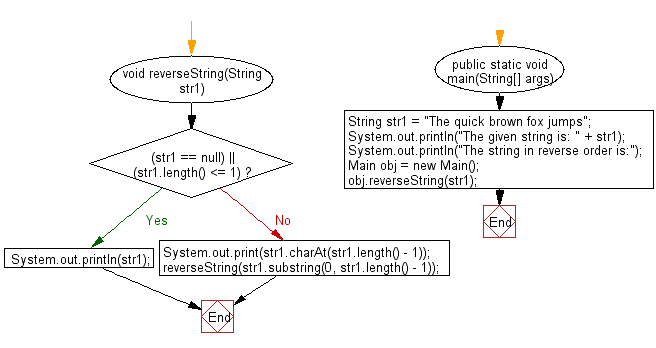 void reverseString(String
str1)
(str1 == null) ||
(str1.length() <= 1) ?
Yes
No
System.out.println(str1);
System.out.print(str1.charAt(str1.length() - 1));
reverseString(str1.substring(0, str1.length() - 1));
End
public static void
main(String[] args)
String str1 = "The quick brown fox jumps";
System.out.println("The given string is: " + str1);
System.out.println("The string in reverse order is:");
Main obj = new Main();
obj.reverseString(str1);
End